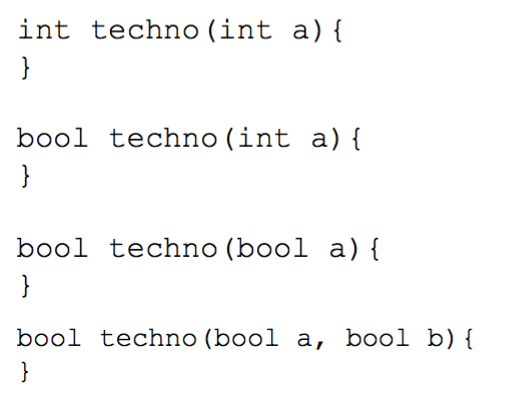 int techno(int a){
}
bool techno(int a){
}
bool techno(bool a){
}
bool techno(bool a, bool b){
}